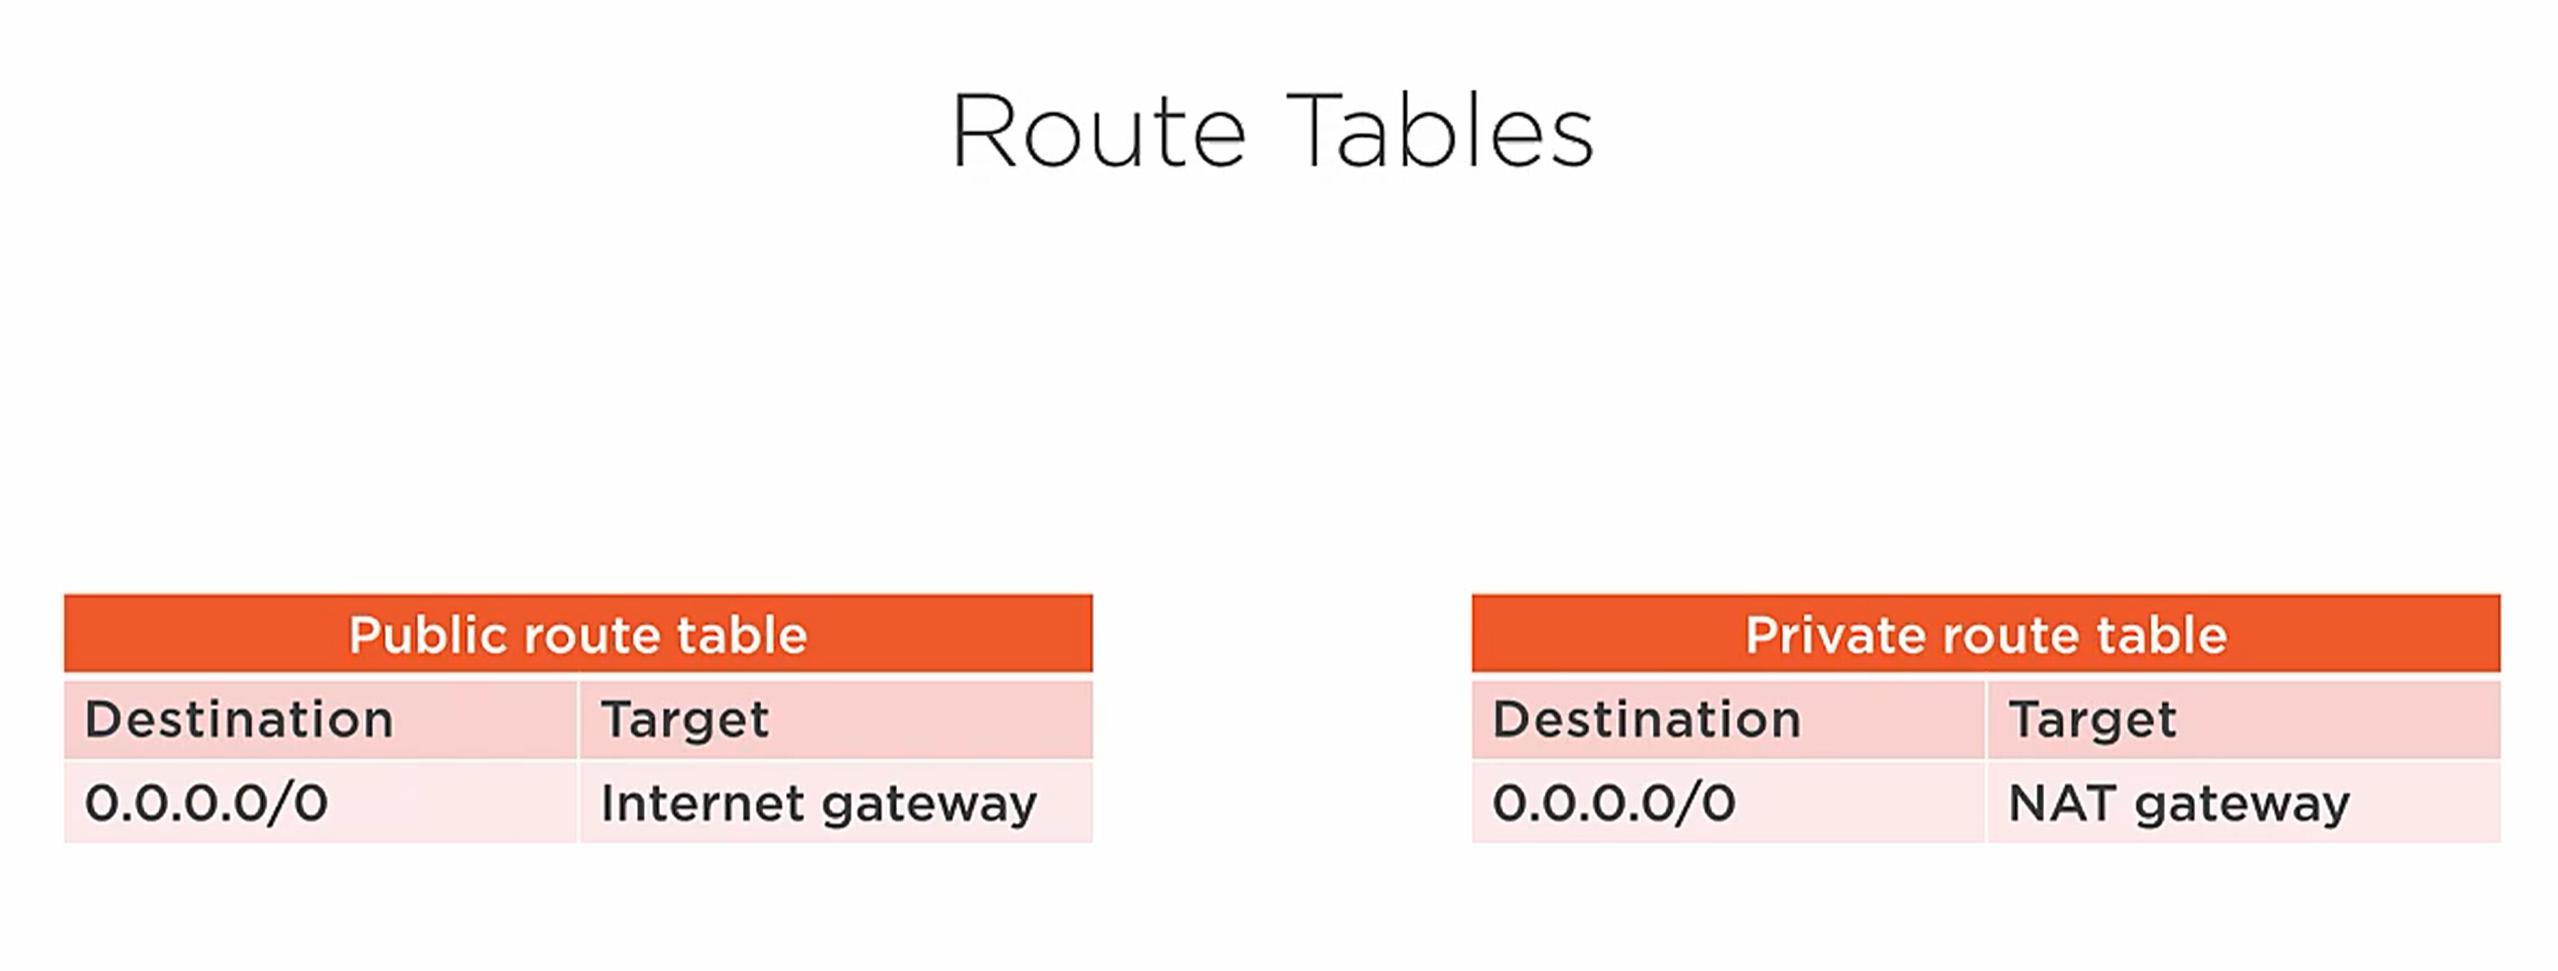 Route Tables
Public route table
Destination Target
0.0.0.0/0 Internet gateway
Private route table
Destination Target
0.0.0.0/0 NAT gateway